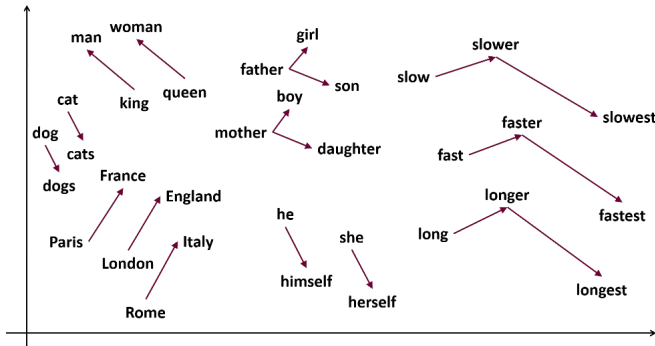 woman
man
girl
slower
father
slow
son
king
queen
boy
cat
slowest
faster
dog
mother
daughter
cats
fast
France
dogs
England
longer
he
fastest
long
she
Paris
Italy
London
himself
longest
herself
Rome